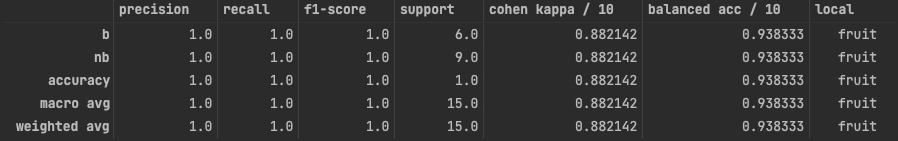 precision recall f1-score support cohen kappa / 10 balanced acc / 10 local
b 1.0 1.0 1.0 6.0 0.882142 0.938333 fruit
nb 1.0 1.0 1.0 9.0 0.882142 0.938333 fruit
accuracy 1.0 1.0 1.0 1.0 0.882142 0.938333 fruit
macro avg 1.0 1.0 1.0 15.0 0.882142 0.938333 fruit
weighted avg 1.0 1.0 1.0 15.0 0.882142 0.938333 fruit